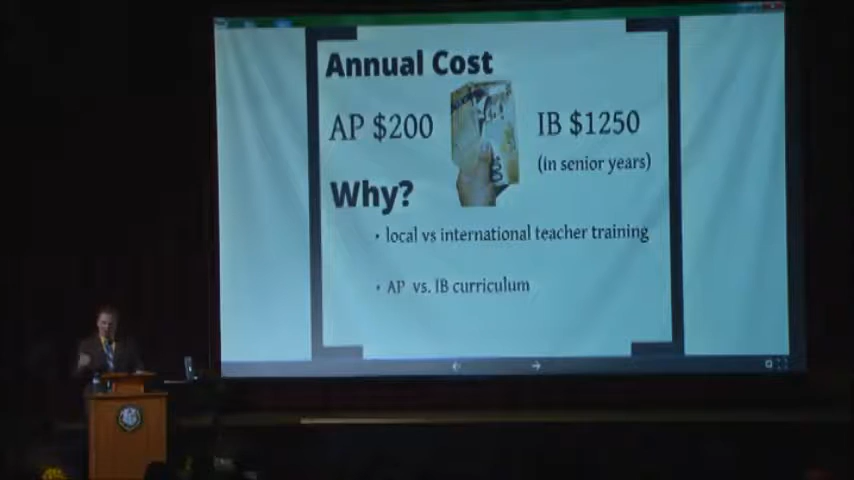 Annual Cost
AP $200
IB $1250
(in senior years)
Why?
• local vs international teacher training
• AP vs. IB curriculum